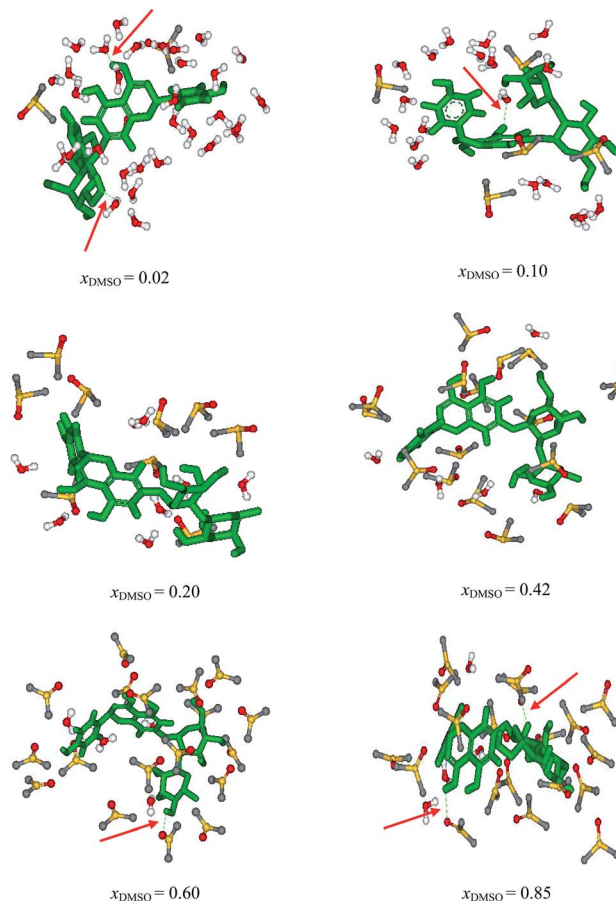 xDMSO = 0.02
xDMSO = 0.10
xDMSO = 0.20
xDMSO = 0.42
xDMSO = 0.60
xDMSO = 0.85